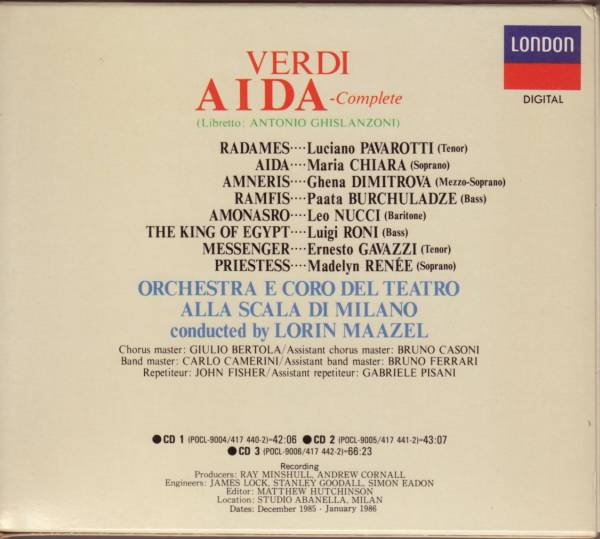 LONDON
DIGITAL
VERDI
AIDA-Complete
(Libretto: ANTONIO GHISLANZONI)
RADAMES····Luciano PAVAROTTI (Tenor)
AIDA····Maria CHIARA (Soprano)
AMNERIS····Ghena DIMITROVA (Mezzo-Soprano)
RAMFIS····Paata BURCHULADZE (Bass)
AMONASRO····Leo NUCCI (Baritone)
THE KING OF EGYPT····Luigi RONI (Bass)
MESSENGER····Ernesto GAVAZZI (Tenor)
PRIESTESS····Madelyn RENÉE (Soprano)
ORCHESTRA E CORO DEL TEATRO
ALLA SCALA DI MILANO
conducted by LORIN MAAZEL
Chorus master: GIULIO BERTOLA/Assistant chorus master: BRUNO CASONI
Band master: CARLO CAMERINI/Assistant band master: BRUNO FERRARI
Repetiteur: JOHN FISHER/Assistant repetiteur: GABRIELE PISANI
●CD 1 (POCL-9004/417 440-2)=42:06 ●CD 2 (POCL-9005/417 441-2)=43:07
●CD 3 (POCL-9006/417 442-2)=66:23
Recording
Producers: RAY MINSHULL, ANDREW CORNALL
Engineers: JAMES LOCK, STANLEY GOODALL, SIMON EADON
Editor: MATTHEW HUTCHINSON
Location: STUDIO ABANELLA, MILAN
Dates: December 1985 - January 1986